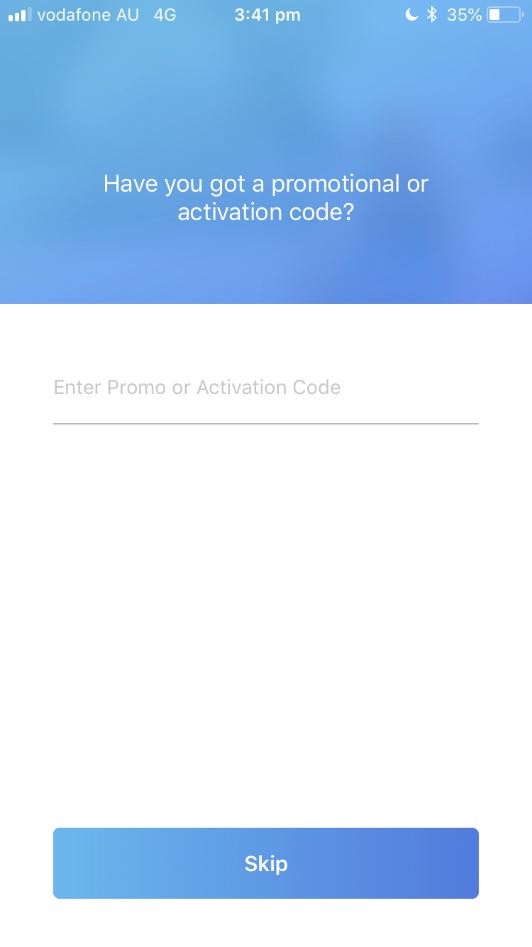 vodafone AU 4G 3:41 pm 35%
Have you got a promotional or
activation code?
Enter Promo or Activation Code
Skip